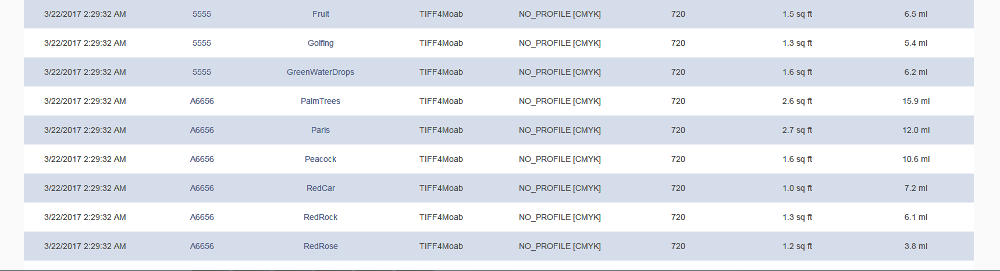 3/22/2017 2:29:32 AM 5555 Fruit TIFF4Moab NO_PROFILE [CMYK] 720 1.5 sq ft 6.5 ml
3/22/2017 2:29:32 AM 5555 Golfing TIFF4Moab NO_PROFILE [CMYK] 720 1.3 sq ft 5.4 ml
3/22/2017 2:29:32 AM 5555 GreenWaterDrops TIFF4Moab NO_PROFILE [CMYK] 720 1.6 sq ft 6.2 ml
3/22/2017 2:29:32 AM A6656 PalmTrees TIFF4Moab NO_PROFILE [CMYK] 720 2.6 sq ft 15.9 ml
3/22/2017 2:29:32 AM A6656 Paris TIFF4Moab NO_PROFILE [CMYK] 720 2.7 sq ft 12.0 ml
3/22/2017 2:29:32 AM A6656 Peacock TIFF4Moab NO_PROFILE [CMYK] 720 1.6 sq ft 10.6 ml
3/22/2017 2:29:32 AM A6656 RedCar TIFF4Moab NO_PROFILE [CMYK] 720 1.0 sq ft 7.2 ml
3/22/2017 2:29:32 AM A6656 RedRock TIFF4Moab NO_PROFILE [CMYK] 720 1.3 sq ft 6.1 ml
3/22/2017 2:29:32 AM A6656 RedRose TIFF4Moab NO_PROFILE [CMYK] 720 1.2 sq ft 3.8 ml